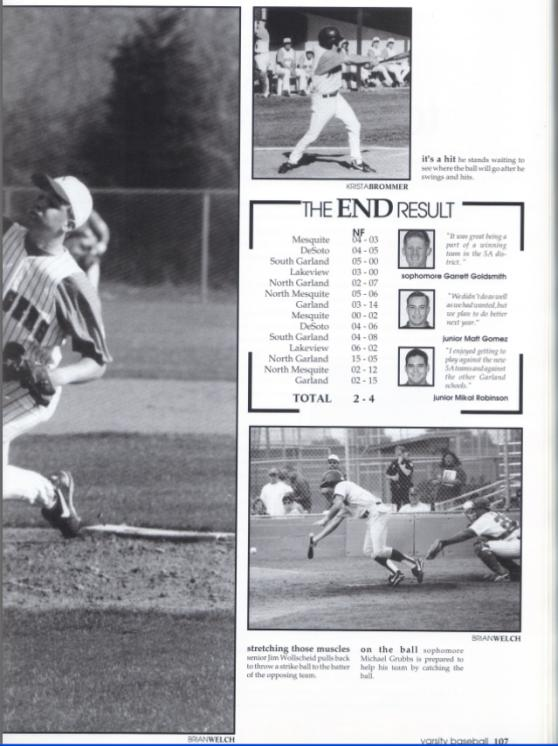 it's a hit he stands waiting to
see where the ball will go after he
swings and hits.
KRISTABROMMER
THE END RESULT
NF
Mesquite 04 - 03
DeSoto 04 - 05
South Garland 05 - 00
Lakeview 03 - 00
North Garland 02 - 07
North Mesquite 05 - 06
Garland 03 - 14
Mesquite 00 - 02
DeSoto 04 - 06
South Garland 04 - 08
Lakeview 06 - 02
North Garland 15 - 05
North Mesquite 02 - 12
Garland 02 - 15
TOTAL 2 - 4
"It was great being a
part of a winning
team in the 5A dis-
trict."
sophomore Garrett Goldsmith
"We didn't do as well
as we had wanted, but
we plan to do better
next year."
junior Matt Gomez
"I enjoyed getting to
play against the new
5A teams and against
the other Garland
schools."
junior Mikal Robinson
BRIANWELCH
stretching those muscles
senior Jim Wollscheid pulls back
to throw a strike ball to the batter
of the opposing team.
on the ball sophomore
Michael Grubbs is prepared to
help his team by catching the
ball.
BRIANWELCH
varsity baseball 107